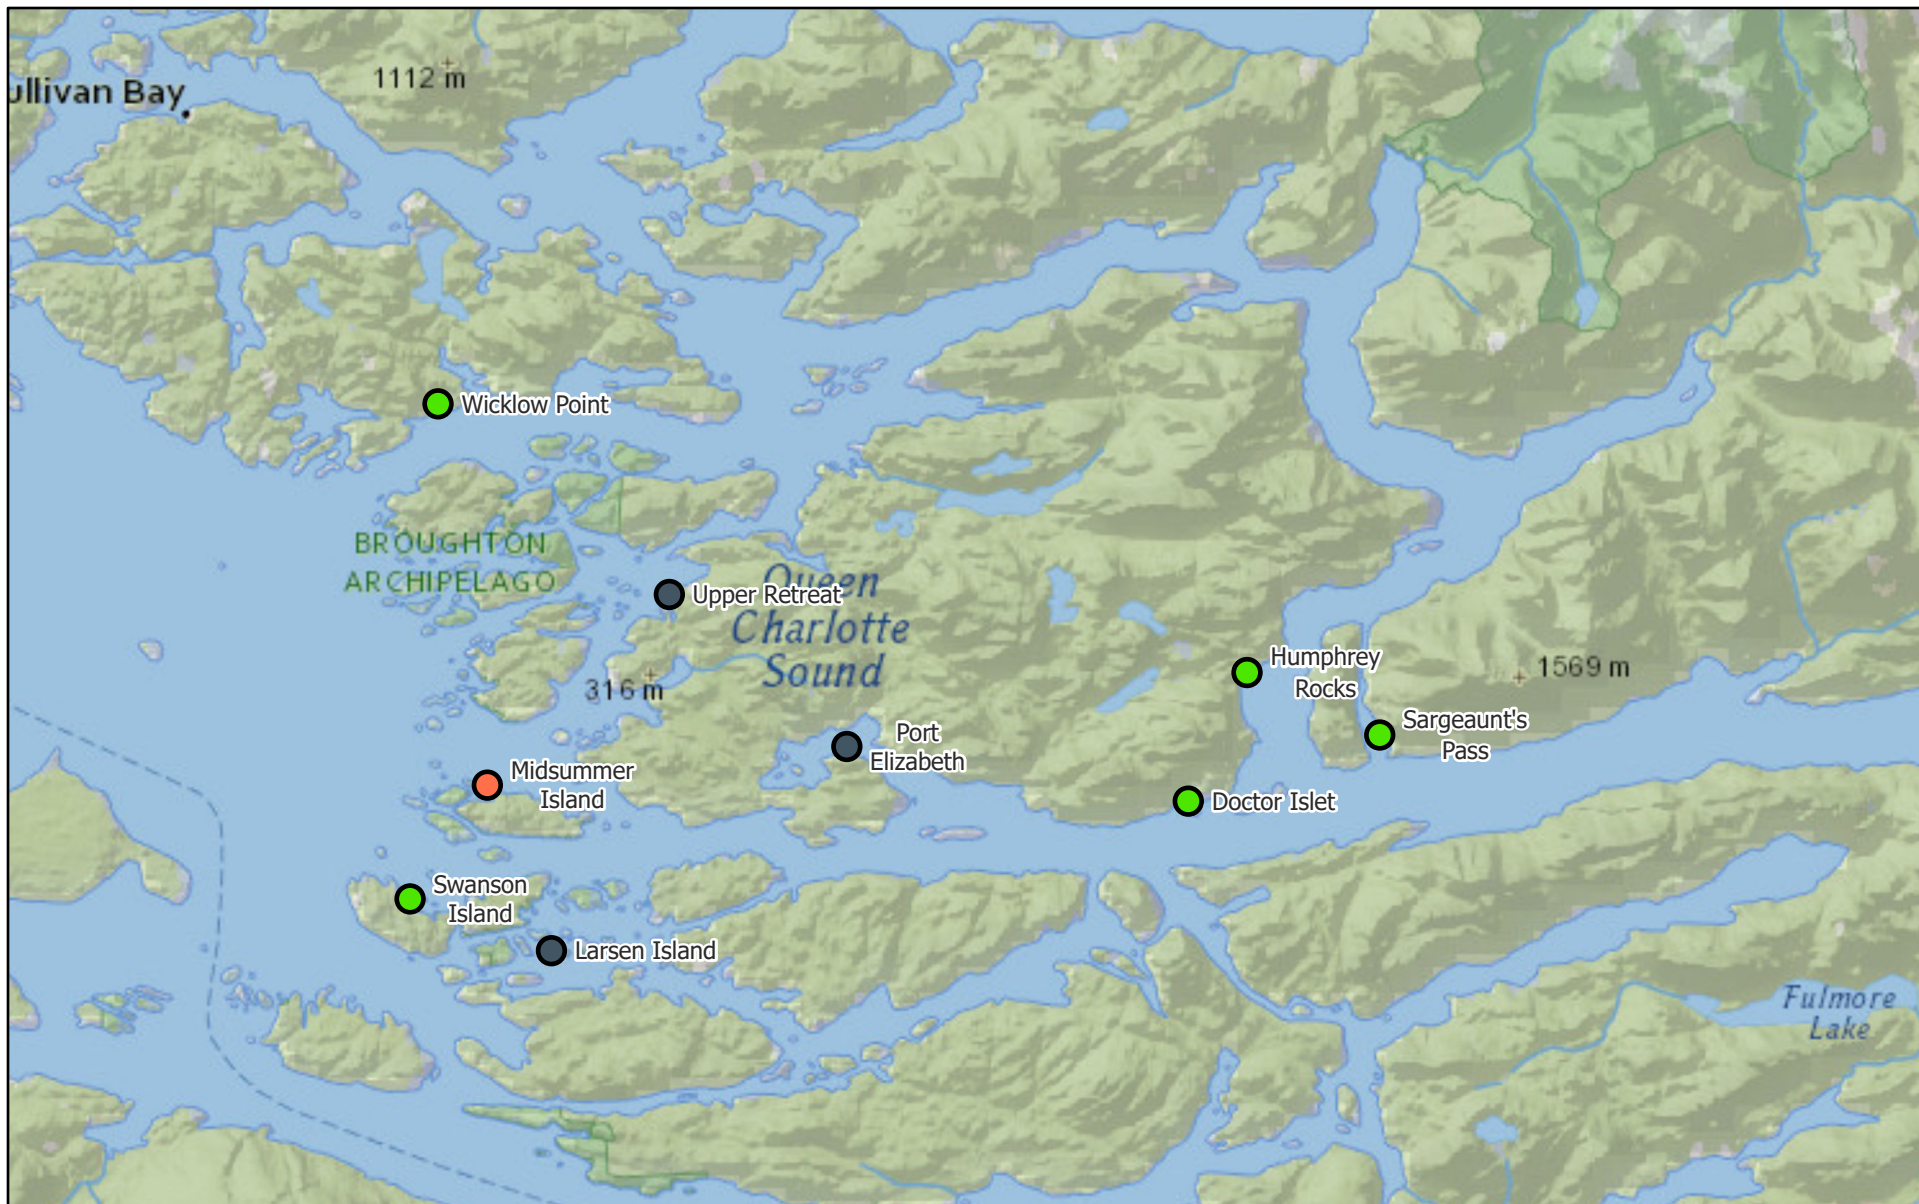 1112 m
ullivan Bay
Wicklow Point
BROUGHTON
ARCHIPELAGO
Queen
Charlotte
Sound
Upper Retreat
316 m
Humphrey
Rocks
1569 m
Sargeaunt's
Pass
Port
Elizabeth
Midsummer
Island
Doctor Islet
Swanson
Island
Larsen Island
Fulmore
Lake